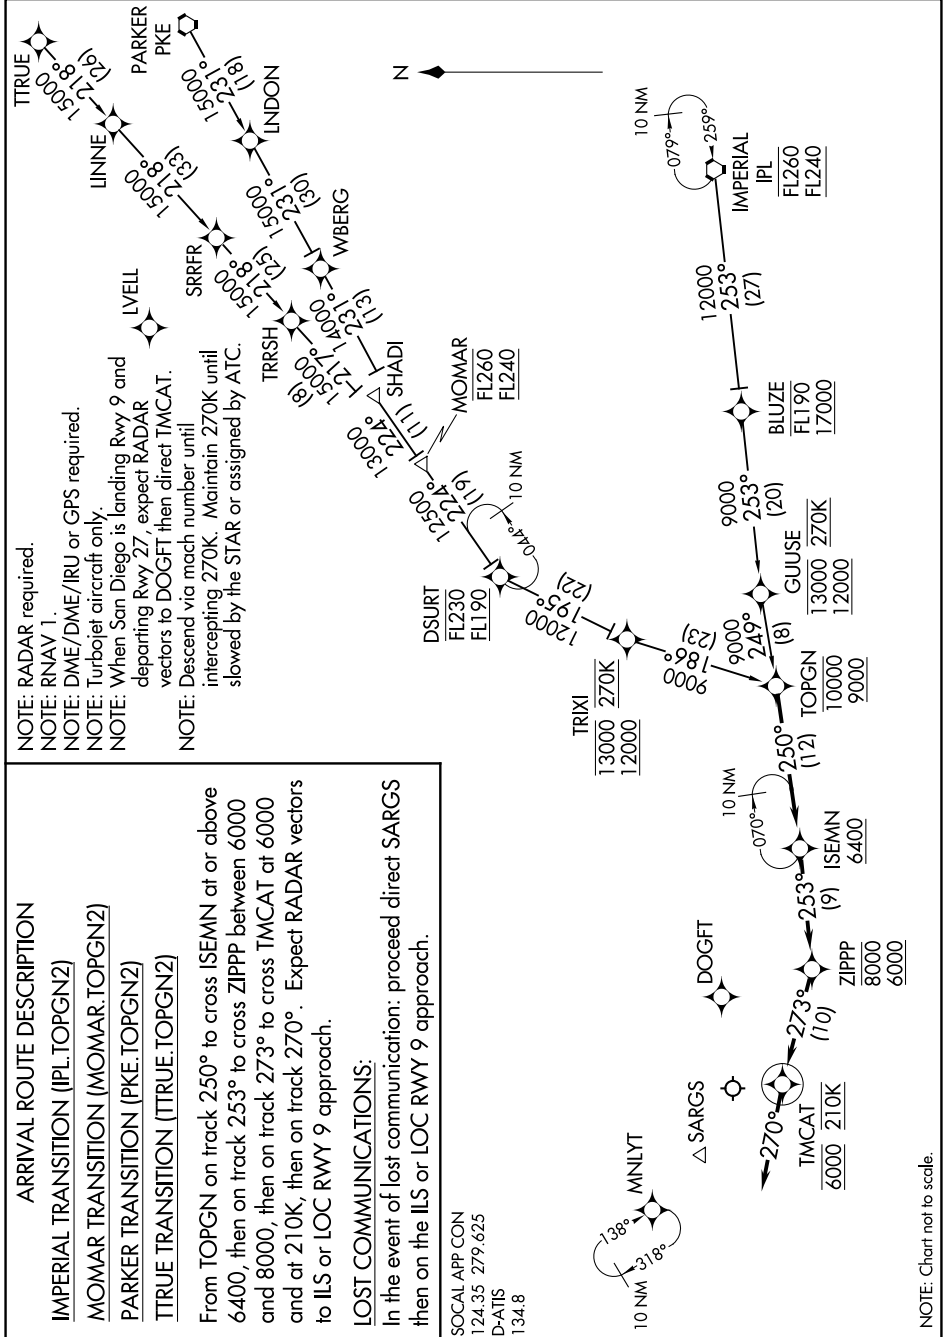 ARRIVAL ROUTE DESCRIPTION
IMPERIAL TRANSITION (IPL.TOPGN2)
MOMAR TRANSITION (MOMAR.TOPGN2)
PARKER TRANSITION (PKE.TOPGN2)
TTRUE TRANSITION (TTRUE.TOPGN2)
From TOPGN on track 250° to cross ISEMN at or above
6400, then on track 253° to cross ZIPPP between 6000
and 8000, then on track 273° to cross TMCAT at 6000
and at 210K, then on track 270°. Expect RADAR vectors
to ILS or LOC RWY 9 approach.
LOST COMMUNICATIONS:
In the event of lost communication: proceed direct SARGS
then on the ILS or LOC RWY 9 approach.
NOTE: RADAR required.
NOTE: RNAV 1.
NOTE: DME/DME/IRU or GPS required.
NOTE: Turbojet aircraft only.
NOTE: When San Diego is landing Rwy 9 and
departing Rwy 27, expect RADAR
vectors to DOGFT then direct TMCAT.
NOTE: Descend via mach number until
intercepting 270K. Maintain 270K until
slowed by the STAR or assigned by ATC.
SOCAL APP CON
124.35 279.625
D-ATIS
134.8
TTRUE
15000
218°
(26)
LINNE
15000
218°
(33)
SRRFR
15000
218°
(25)
TRRSH
15000
217°
(8)
PARKER
PKE
15000
231°
(18)
LNDON
15000
231°
(30)
WBERG
14000
231°
(13)
SHADI
LVELL
13000
224°
(11)
MOMAR
FL260
FL240
12500
224°
(19)
10 NM
044°
DSURT
FL230
FL190
12000
195°
(22)
TRIXI
13000 270K
12000
9000
186°
(23)
N
10 NM
079°
259°
IMPERIAL
IPL
FL260
FL240
12000
253°
(27)
BLUZE
FL190
17000
9000
253°
(20)
GUUSE
13000 270K
12000
9000
249°
(8)
TOPGN
10000
9000
250°
(12)
10 NM
070°
ISEMN
6400
253°
(9)
ZIPPP
8000
6000
273°
(10)
DOGFT
SARGS
TMCAT
6000 210K
270°
MNLYT
138°
318°
10 NM
NOTE: Chart not to scale.